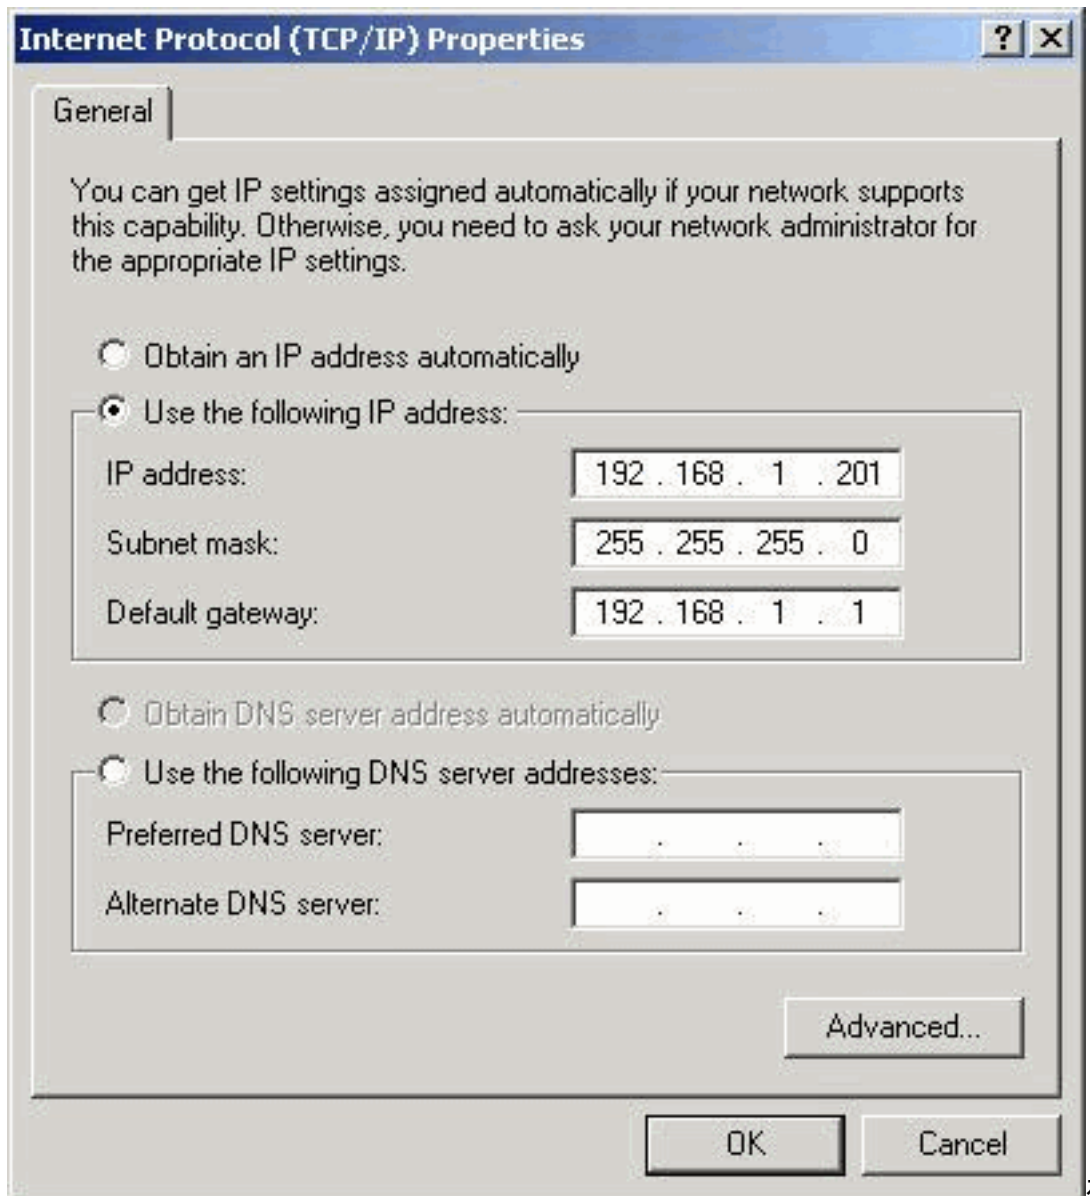 Internet Protocol (TCP/IP) Properties
General
You can get IP settings assigned automatically if your network supports
this capability. Otherwise, you need to ask your network administrator for
the appropriate IP settings.
Obtain an IP address automatically
Use the following IP address:
IP address: 192 . 168 . 1 . 201
Subnet mask: 255 . 255 . 255 . 0
Default gateway: 192 . 168 . 1 . 1
Obtain DNS server address automatically
Use the following DNS server addresses:
Preferred DNS server: . . .
Alternate DNS server: . . .
Advanced...
OK Cancel